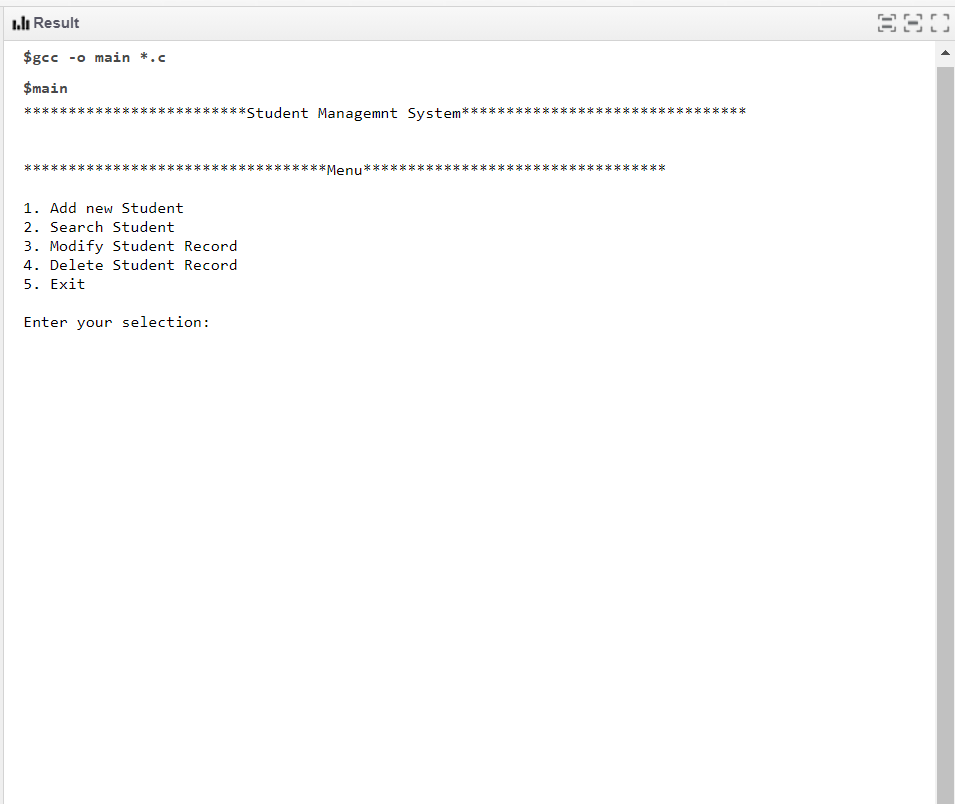 Result
$gcc -o main *.c
$main
*************************Student Managemnt System********************************
**********************************Menu**********************************
1. Add new Student
2. Search Student
3. Modify Student Record
4. Delete Student Record
5. Exit
Enter your selection: